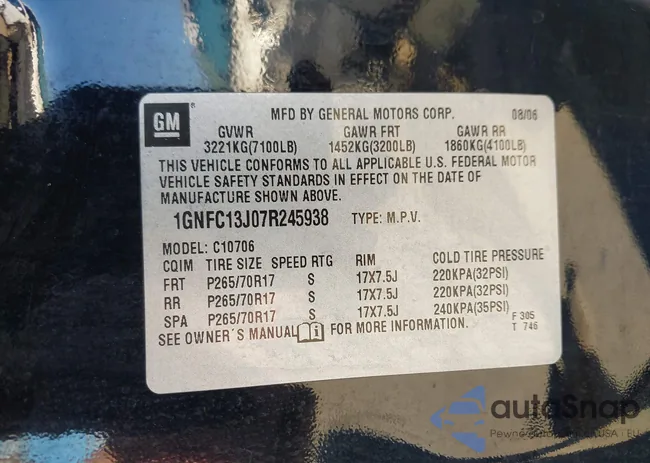 GM
MFD BY GENERAL MOTORS CORP. 08/06
GVWR GAWR FRT GAWR RR
3221KG(7100LB) 1452KG(3200LB) 1860KG(4100LB)
THIS VEHICLE CONFORMS TO ALL APPLICABLE U.S. FEDERAL MOTOR
VEHICLE SAFETY STANDARDS IN EFFECT ON THE DATE OF
MANUFACTURE SHOWN ABOVE.
1GNFC13J07R245938 TYPE: M.P.V.
MODEL: C10706
CQIM TIRE SIZE SPEED RTG RIM COLD TIRE PRESSURE
FRT P265/70R17 S 17X7.5J 220KPA(32PSI)
RR P265/70R17 S 17X7.5J 220KPA(32PSI)
SPA P265/70R17 S 17X7.5J 240KPA(35PSI)
SEE OWNER'S MANUAL FOR MORE INFORMATION.
F 305
T 746
autoSnap
USA | EU